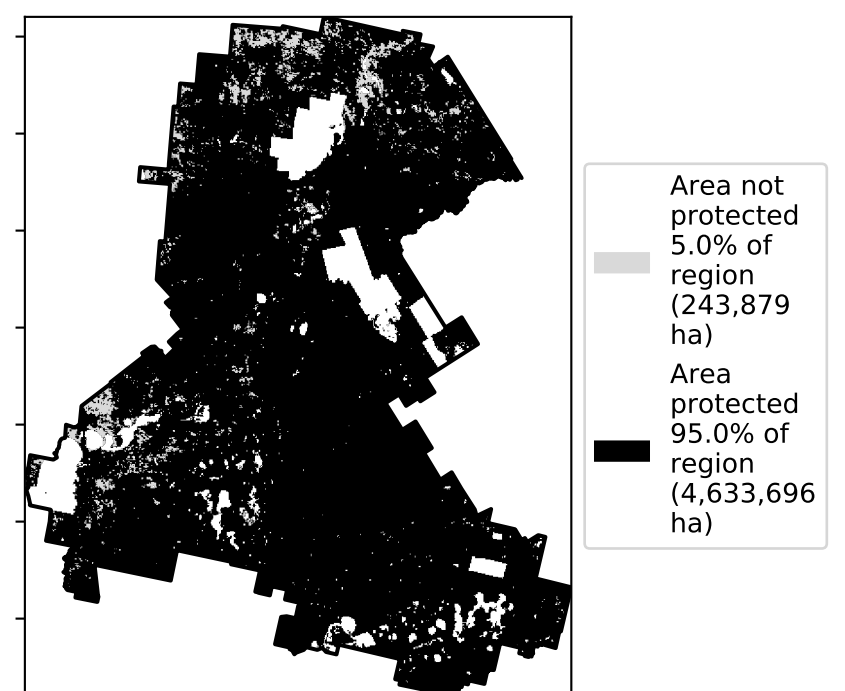 Area not
protected
5.0% of
region
(243,879
ha)
Area
protected
95.0% of
region
(4,633,696
ha)